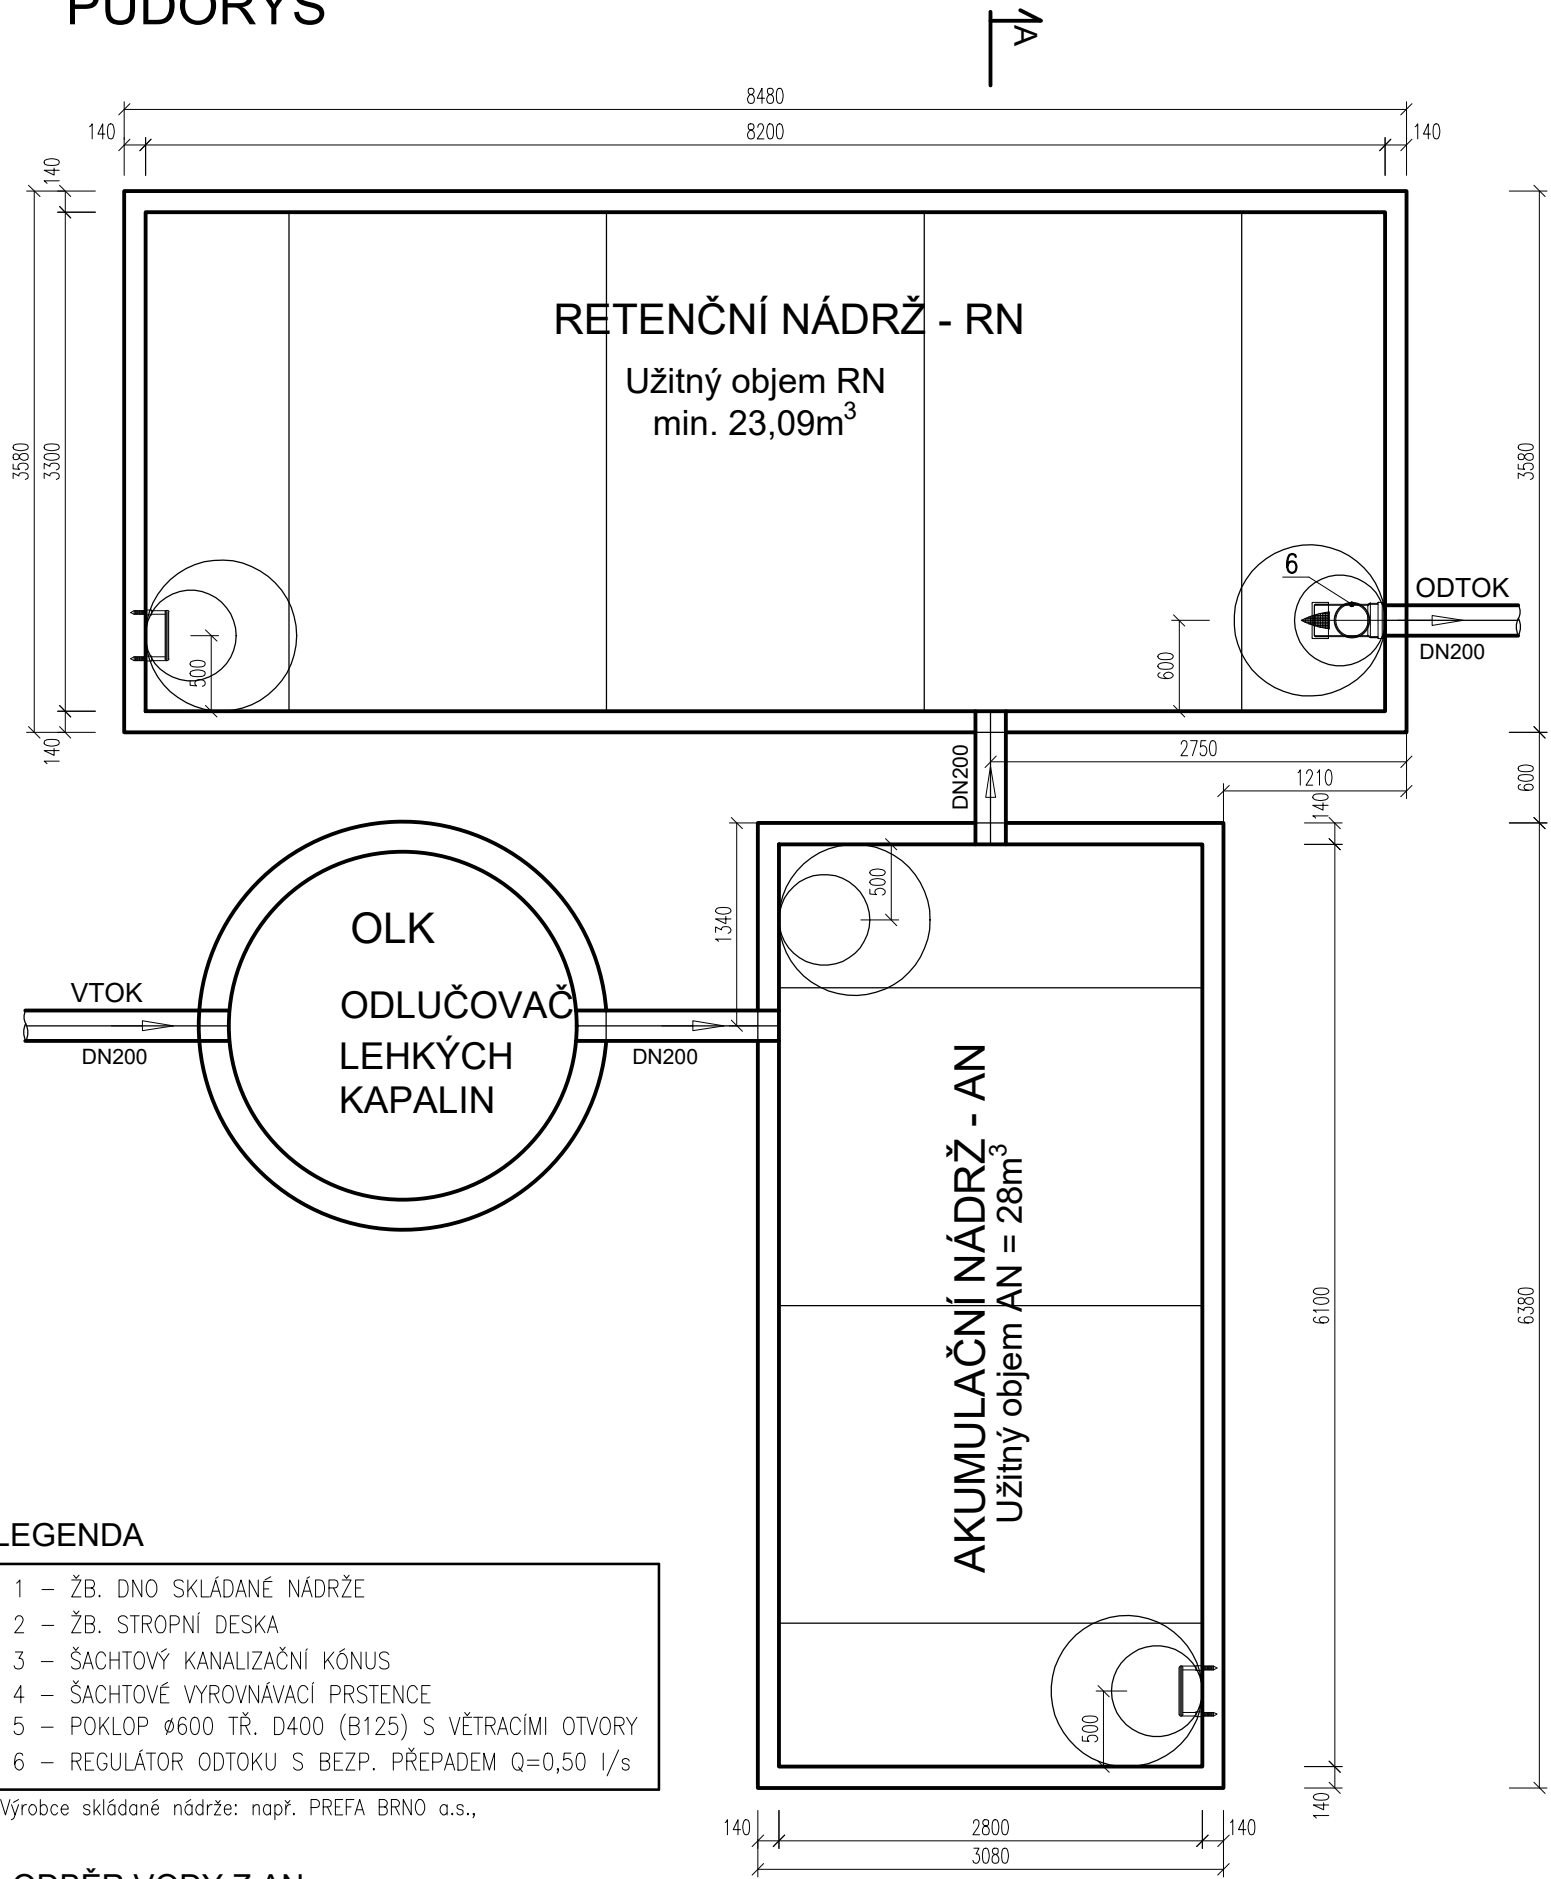 PŮDORYS
A
8480
140
8200
140
140
3580
3300
140
RETENČNÍ NÁDRŽ - RN
Užitný objem RN
min. 23,09m³
500
6
600
ODTOK
DN200
3580
600
2750
1210
DN200
140
1340
500
OLK
ODLUČOVAČ
LEHKÝCH
KAPALIN
VTOK
DN200
DN200
AKUMULAČNÍ NÁDRŽ - AN
Užitný objem AN = 28m³
6100
6380
500
140
140
2800
140
3080
LEGENDA
1 – ŽB. DNO SKLÁDANÉ NÁDRŽE
2 – ŽB. STROPNÍ DESKA
3 – ŠACHTOVÝ KANALIZAČNÍ KÓNUS
4 – ŠACHTOVÉ VYROVNÁVACÍ PRSTENCE
5 – POKLOP ø600 TŘ. D400 (B125) S VĚTRACÍMI OTVORY
6 – REGULÁTOR ODTOKU S BEZP. PŘEPADEM Q=0,50 l/s
Výrobce skládané nádrže: např. PREFA BRNO a.s.,
ODBĚR VODY Z AN